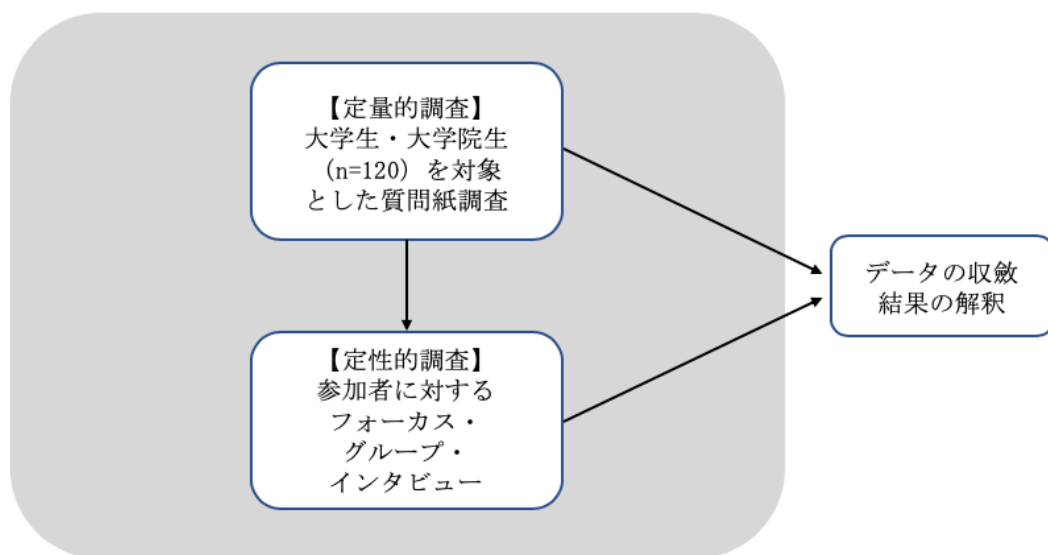 【定量的調査】
大学生・大学院生
（n=120）を対象
とした質問紙調査
データの収斂
結果の解釈
【定性的調査】
参加者に対する
フォーカス・
グループ・
インタビュー